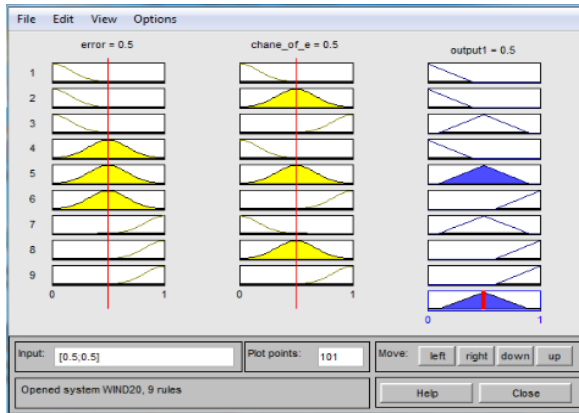 File Edit View Options
error = 0.5 chane_of_e = 0.5 output1 = 0.5
1
2
3
4
5
6
7
8
9
0 1 0 1
0 1
Input: [0.5;0.5] Plot points: 101 Move: left right down up
Opened system WIND20, 9 rules Help Close